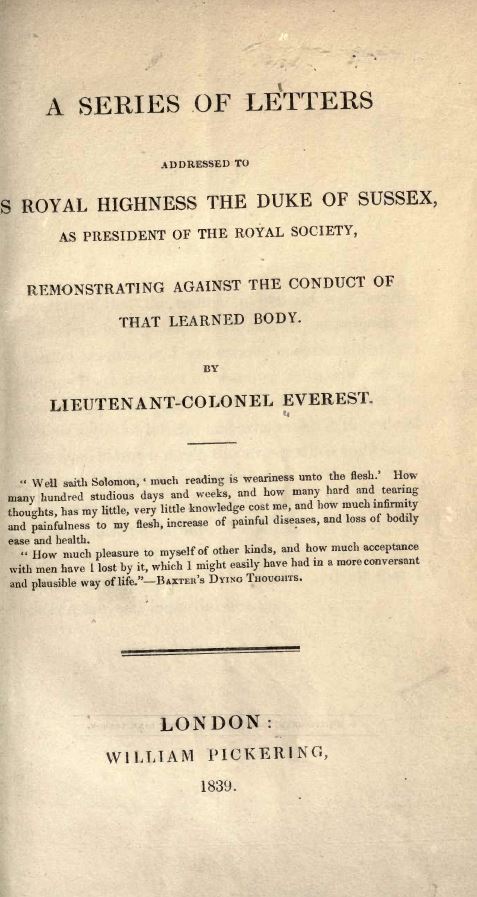 A SERIES OF LETTERS
ADDRESSED TO
S ROYAL HIGHNESS THE DUKE OF SUSSEX,
AS PRESIDENT OF THE ROYAL SOCIETY,
REMONSTRATING AGAINST THE CONDUCT OF
THAT LEARNED BODY.
BY
LIEUTENANT-COLONEL EVEREST.
“ Well saith Solomon, ‘ much reading is weariness unto the flesh.’ How
many hundred studious days and weeks, and how many hard and tearing
thoughts, has my little, very little knowledge cost me, and how much infirmity
and painfulness to my flesh, increase of painful diseases, and loss of bodily
ease and health.
“ How much pleasure to myself of other kinds, and how much acceptance
with men have I lost by it, which I might easily have had in a more conversant
and plausible way of life.”—BAXTER’S DYING THOUGHTS.
LONDON:
WILLIAM PICKERING,
1839.